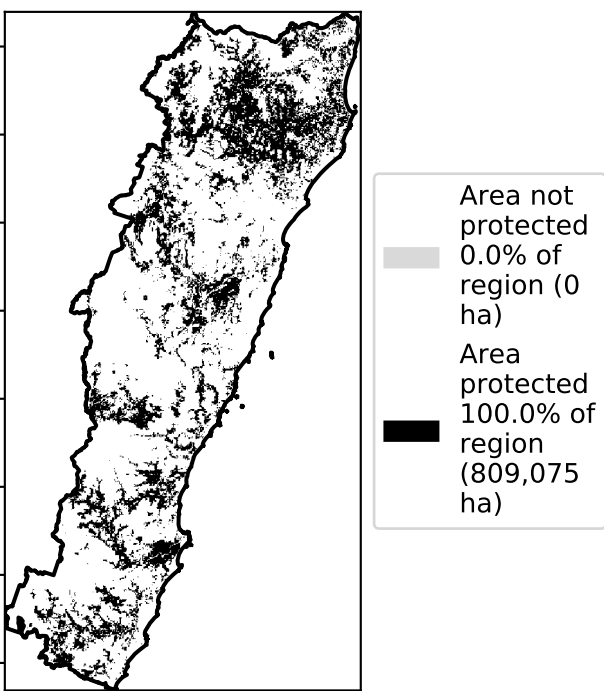 Area not
protected
0.0% of
region (0
ha)
Area
protected
100.0% of
region
(809,075
ha)